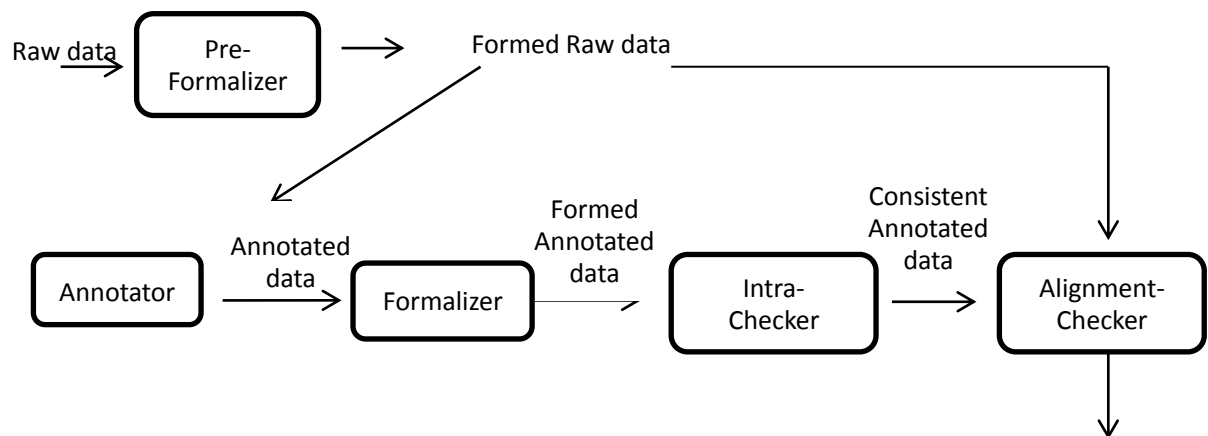 Raw data
Pre-
Formalizer
Formed Raw data
Annotator
Annotated
data
Formalizer
Formed
Annotated
data
Intra-
Checker
Consistent
Annotated
data
Alignment-
Checker